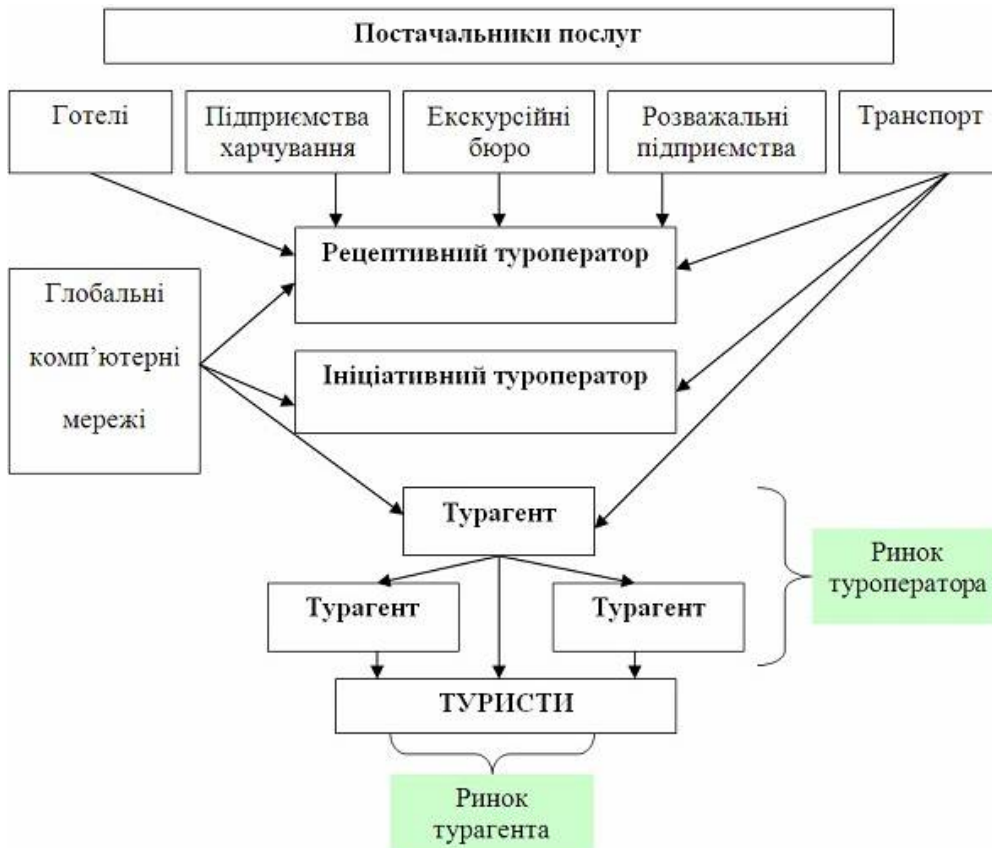 Постачальники послуг
Готелі
Підприємства
харчування
Екскурсійні
бюро
Розважальні
підприємства
Транспорт
Рецептивний туроператор
Глобальні
комп’ютерні
мережі
Ініціативний туроператор
Турагент
Ринок
туроператора
Турагент
Турагент
ТУРИСТИ
Ринок
турагента